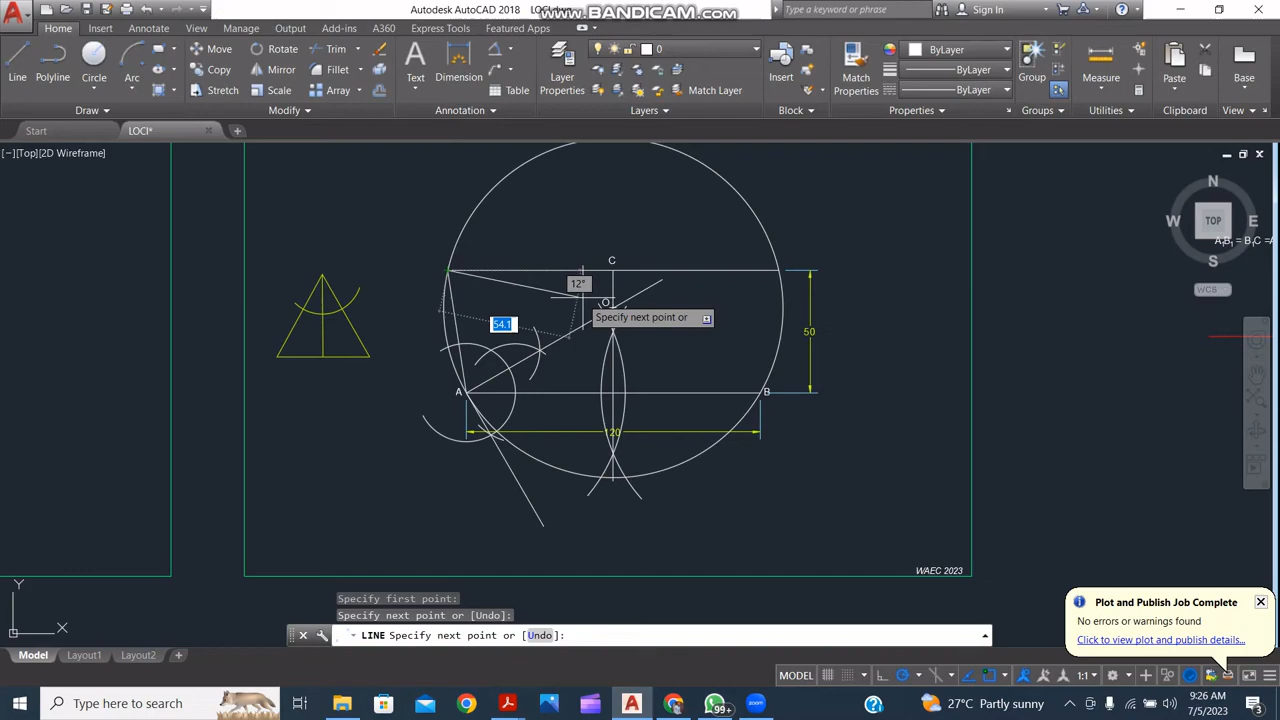 Autodesk AutoCAD 2018 LOCI.dwg
www.BANDICAM.com
Type a keyword or phrase
Sign In
Home Insert Annotate View Manage Output Add-ins A360 Express Tools Featured Apps
Line Polyline Circle Arc
Move Rotate Trim
Copy Mirror Fillet
Stretch Scale Array
Text Dimension Table
Layer Properties
0
Match Layer
Insert
Match Properties
ByLayer
ByLayer
ByLayer
Group
Measure
Paste
Base
Draw Modify Annotation Layers Block Properties Groups Utilities Clipboard View
Start LOCI*
[−][Top][2D Wireframe]
N
W TOP E
S
WCS
C
12°
O
Specify next point or
54.1
50
A
B
120
WAEC 2023
Y
X
Specify first point:
Specify next point or [Undo]:
LINE Specify next point or [Undo]:
Plot and Publish Job Complete
No errors or warnings found
Click to view plot and publish details...
Model Layout1 Layout2
MODEL
1:1
Type here to search
99+
27°C Partly sunny
9:26 AM
7/5/2023
3